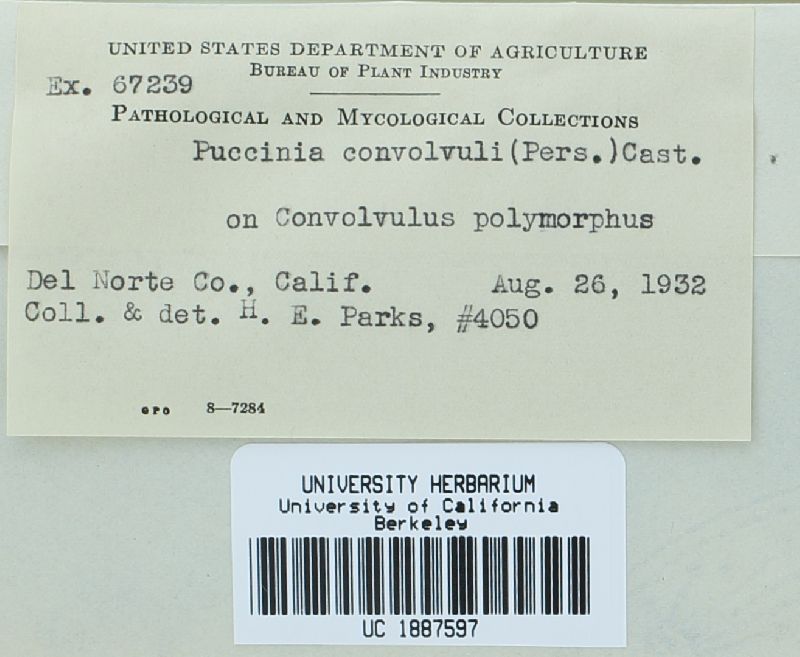 UNITED STATES DEPARTMENT OF AGRICULTURE
BUREAU OF PLANT INDUSTRY
Ex. 67239
PATHOLOGICAL AND MYCOLOGICAL COLLECTIONS
Puccinia convolvuli (Pers.) Cast.
on Convolvulus polymorphus
Del Norte Co., Calif. Aug. 26, 1932
Coll. & det. H. E. Parks, #4050
GPO 8—7284
UNIVERSITY HERBARIUM
University of California
Berkeley
UC 1887597